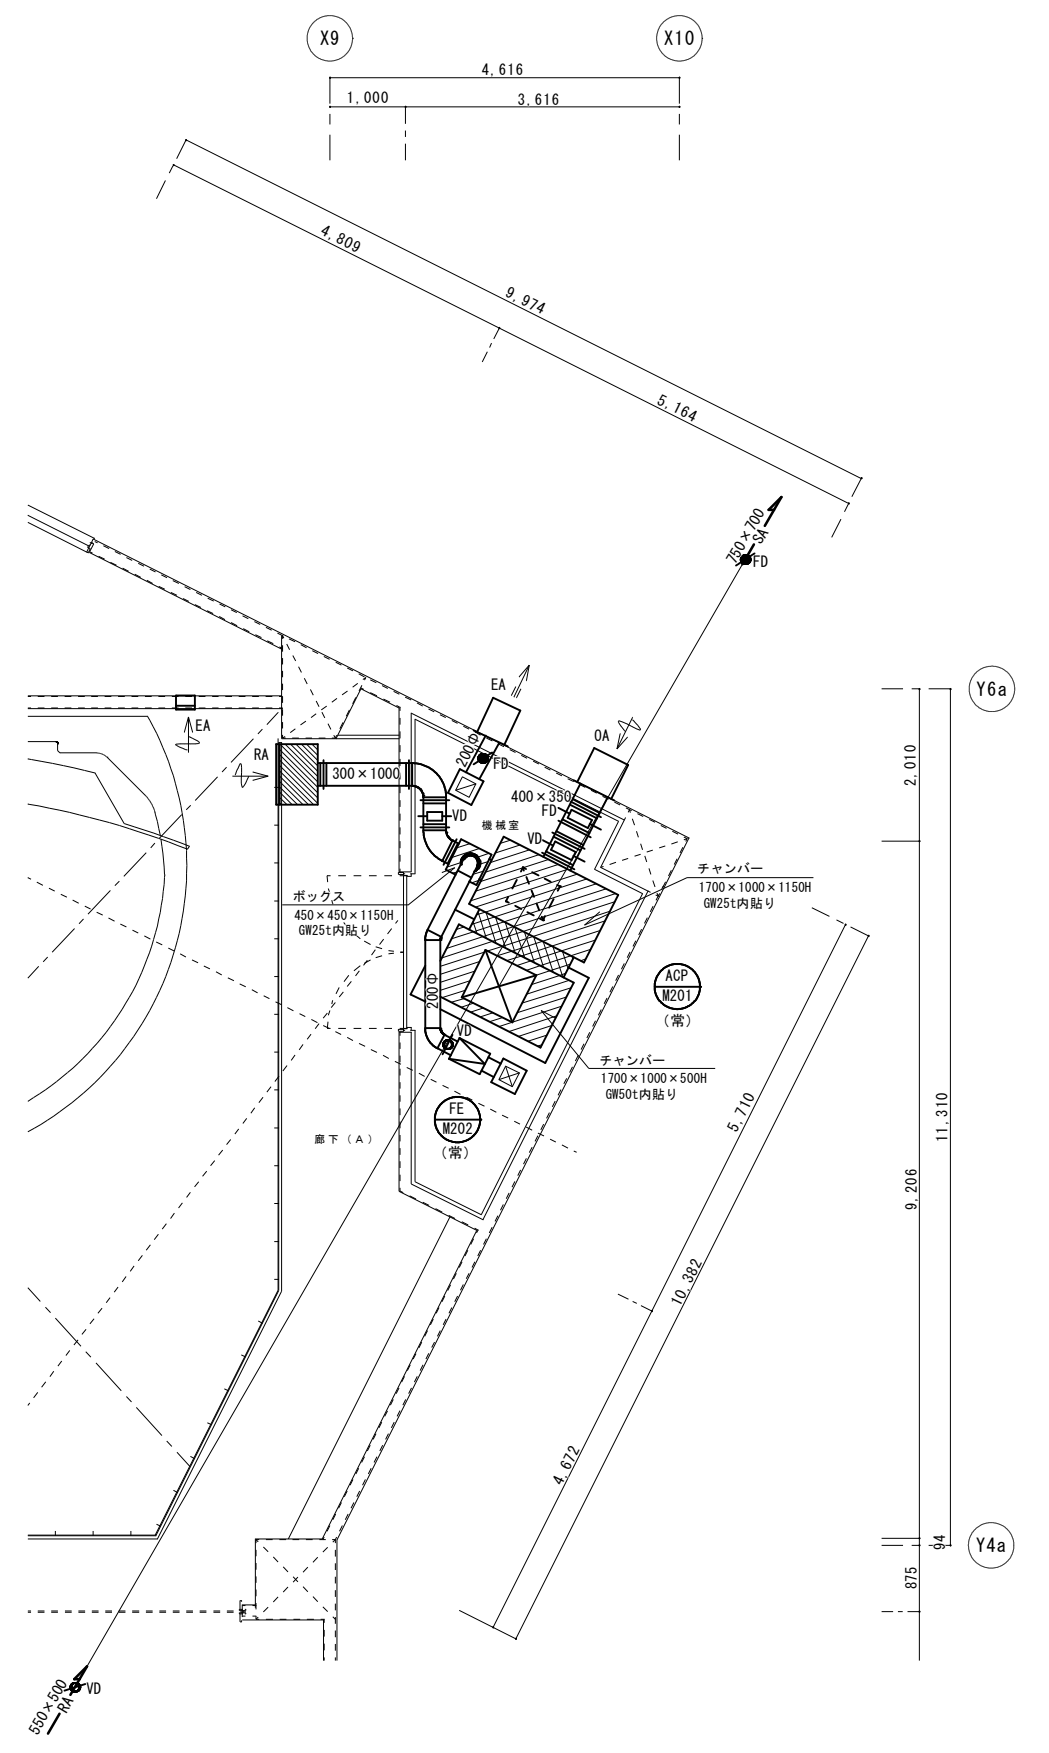 X9
X10
4,616
1,000
3,616
4,809
9,974
5,164
750×700
SA
FD
Y6a
EA
OA
EA
RA
200Φ
FD
300×1000
400×350
FD
VD
VD
機械室
2,010
チャンバー
1700×1000×1150H
GW25t内貼り
ボックス
450×450×1150H
GW25t内貼り
ACP
M201
(常)
200Φ
VD
チャンバー
1700×1000×500H
GW50t内貼り
FE
M202
(常)
廊下(A)
5,710
11,310
9,206
10,382
4,672
94
Y4a
875
550×500
RA
VD